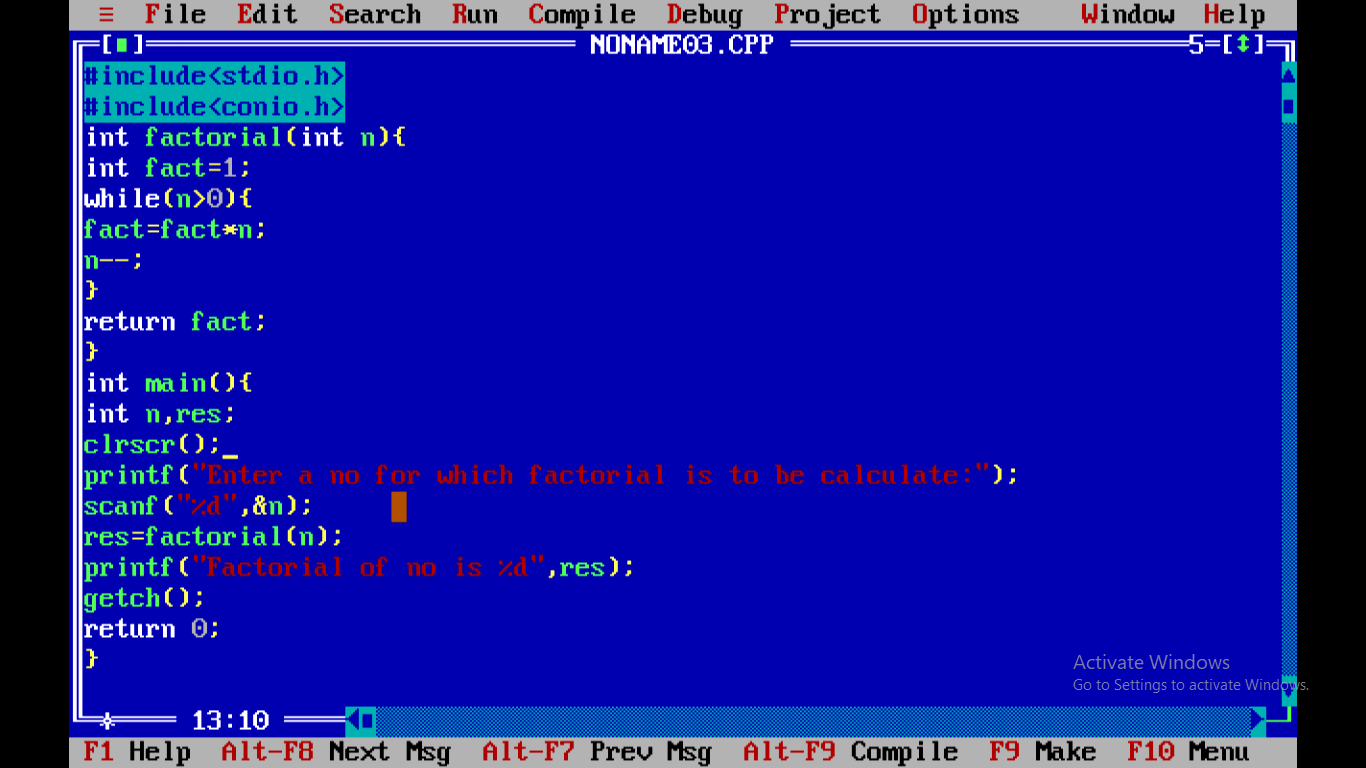 ≡ File Edit Search Run Compile Debug Project Options Window Help
[■] NONAME03.CPP 5=[↕]
#include<stdio.h>
#include<conio.h>
int factorial(int n){
int fact=1;
while(n>0){
fact=fact*n;
n--;
}
return fact;
}
int main(){
int n,res;
clrscr();_
printf("Enter a no for which factorial is to be calculate:");
scanf("%d",&n);
res=factorial(n);
printf("Factorial of no is %d",res);
getch();
return 0;
}
Activate Windows
Go to Settings to activate Windows.
13:10
F1 Help Alt-F8 Next Msg Alt-F7 Prev Msg Alt-F9 Compile F9 Make F10 Menu